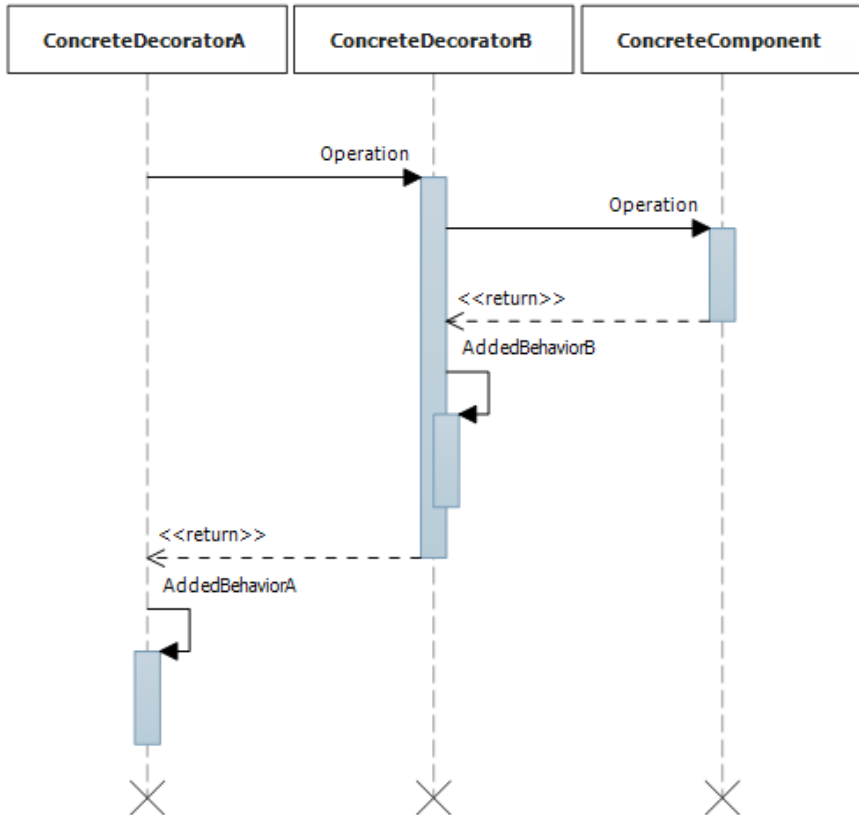 ConcreteDecoratorA
ConcreteDecoratorB
ConcreteComponent
Operation
Operation
<<return>>
AddedBehaviorB
<<return>>
AddedBehaviorA